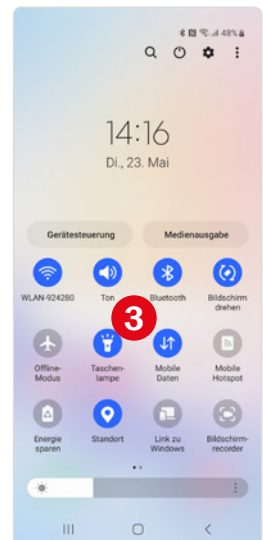 48%
14:16
Di., 23. Mai
Gerätesteuerung Medienausgabe
WLAN-924280 Ton Bluetooth Bildschirm
drehen
3
Offline-
Modus
Taschen-
lampe
Mobile
Daten
Mobile
Hotspot
Energie
sparen
Standort
Link zu
Windows
Bildschirm-
recorder